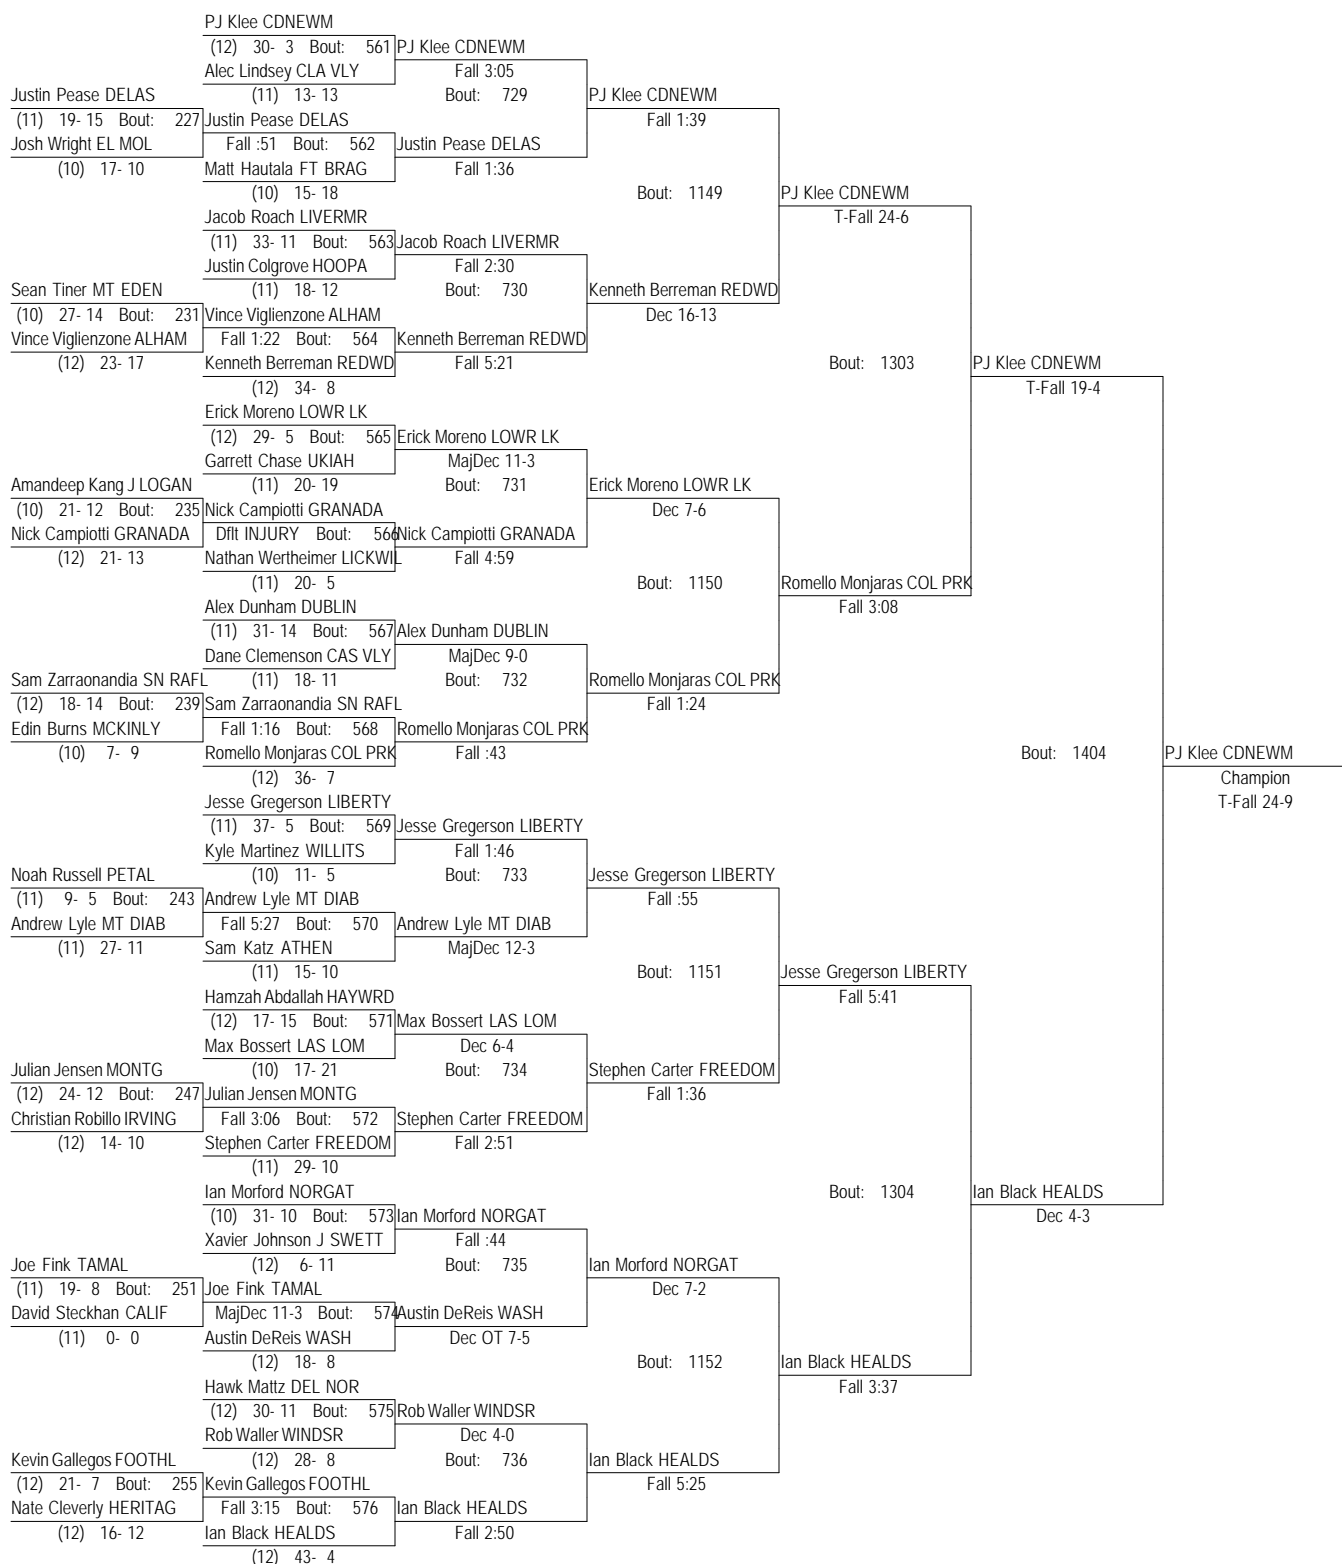 PJ Klee CDNEWM
(12) 30- 3 Bout: 561 PJ Klee CDNEWM
Alec Lindsey CLA VLY Fall 3:05
Justin Pease DELAS (11) 13- 13 Bout: 729 PJ Klee CDNEWM
(11) 19- 15 Bout: 227 Justin Pease DELAS Fall 1:39
Josh Wright EL MOL Fall :51 Bout: 562 Justin Pease DELAS
(10) 17- 10 Matt Hautala FT BRAG Fall 1:36
(10) 15- 18 Bout: 1149 PJ Klee CDNEWM
Jacob Roach LIVERMR T-Fall 24-6
(11) 33- 11 Bout: 563 Jacob Roach LIVERMR
Justin Colgrove HOOPA Fall 2:30
Sean Tiner MT EDEN (11) 18- 12 Bout: 730 Kenneth Berreman REDWD
(10) 27- 14 Bout: 231 Vince Viglienzone ALHAM Dec 16-13
Vince Viglienzone ALHAM Fall 1:22 Bout: 564 Kenneth Berreman REDWD
(12) 23- 17 Kenneth Berreman REDWD Fall 5:21 Bout: 1303 PJ Klee CDNEWM
(12) 34- 8 T-Fall 19-4
Erick Moreno LOWR LK
(12) 29- 5 Bout: 565 Erick Moreno LOWR LK
Garrett Chase UKIAH MajDec 11-3
Amandeep Kang J LOGAN (11) 20- 19 Bout: 731 Erick Moreno LOWR LK
(10) 21- 12 Bout: 235 Nick Campiotti GRANADA Dec 7-6
Nick Campiotti GRANADA Dflt INJURY Bout: 566 Nick Campiotti GRANADA
(12) 21- 13 Nathan Wertheimer LICKWIL Fall 4:59
(11) 20- 5 Bout: 1150 Romello Monjaras COL PRK
Alex Dunham DUBLIN Fall 3:08
(11) 31- 14 Bout: 567 Alex Dunham DUBLIN
Dane Clemenson CAS VLY MajDec 9-0
Sam Zarraonandia SN RAFL (11) 18- 11 Bout: 732 Romello Monjaras COL PRK
(12) 18- 14 Bout: 239 Sam Zarraonandia SN RAFL Fall 1:24
Edin Burns MCKINLY Fall 1:16 Bout: 568 Romello Monjaras COL PRK
(10) 7- 9 Romello Monjaras COL PRK Fall :43 Bout: 1404 PJ Klee CDNEWM
(12) 36- 7 Champion
Jesse Gregerson LIBERTY T-Fall 24-9
(11) 37- 5 Bout: 569 Jesse Gregerson LIBERTY
Kyle Martinez WILLITS Fall 1:46
Noah Russell PETAL (10) 11- 5 Bout: 733 Jesse Gregerson LIBERTY
(11) 9- 5 Bout: 243 Andrew Lyle MT DIAB Fall :55
Andrew Lyle MT DIAB Fall 5:27 Bout: 570 Andrew Lyle MT DIAB
(11) 27- 11 Sam Katz ATHEN MajDec 12-3
(11) 15- 10 Bout: 1151 Jesse Gregerson LIBERTY
Hamzah Abdallah HAYWRD Fall 5:41
(12) 17- 15 Bout: 571 Max Bossert LAS LOM
Max Bossert LAS LOM Dec 6-4
Julian Jensen MONTG (10) 17- 21 Bout: 734 Stephen Carter FREEDOM
(12) 24- 12 Bout: 247 Julian Jensen MONTG Fall 1:36
Christian Robillo IRVING Fall 3:06 Bout: 572 Stephen Carter FREEDOM
(12) 14- 10 Stephen Carter FREEDOM Fall 2:51
(11) 29- 10
Ian Morford NORGAT Bout: 1304 Ian Black HEALDS
(10) 31- 10 Bout: 573 Ian Morford NORGAT Dec 4-3
Xavier Johnson J SWETT Fall :44
Joe Fink TAMAL (12) 6- 11 Bout: 735 Ian Morford NORGAT
(11) 19- 8 Bout: 251 Joe Fink TAMAL Dec 7-2
David Steckhan CALIF MajDec 11-3 Bout: 574 Austin DeReis WASH
(11) 0- 0 Austin DeReis WASH Dec OT 7-5
(12) 18- 8 Bout: 1152 Ian Black HEALDS
Hawk Mattz DEL NOR Fall 3:37
(12) 30- 11 Bout: 575 Rob Waller WINDSR
Rob Waller WINDSR Dec 4-0
Kevin Gallegos FOOTHL (12) 28- 8 Bout: 736 Ian Black HEALDS
(12) 21- 7 Bout: 255 Kevin Gallegos FOOTHL Fall 5:25
Nate Cleverly HERITAG Fall 3:15 Bout: 576 Ian Black HEALDS
(12) 16- 12 Ian Black HEALDS Fall 2:50
(12) 43- 4